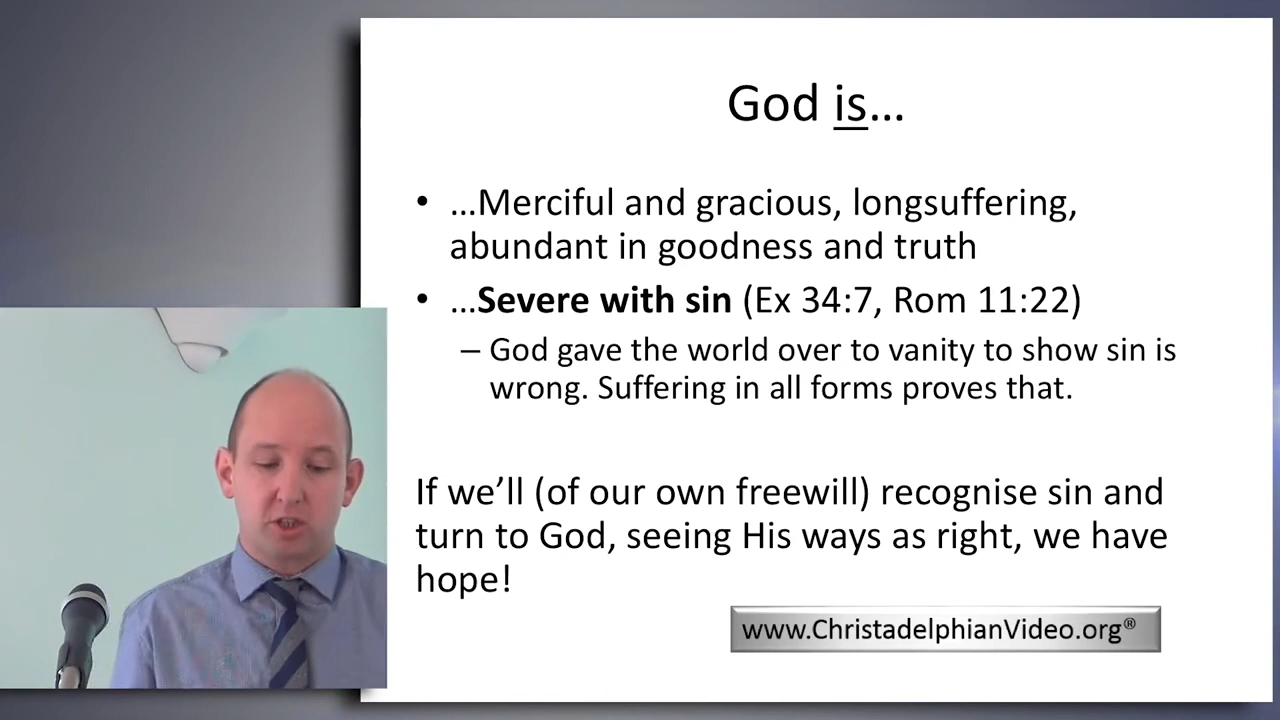 God is...
• ...Merciful and gracious, longsuffering,
abundant in goodness and truth
• ...Severe with sin (Ex 34:7, Rom 11:22)
– God gave the world over to vanity to show sin is
wrong. Suffering in all forms proves that.
If we’ll (of our own freewill) recognise sin and
turn to God, seeing His ways as right, we have
hope!
www.ChristadelphianVideo.org®